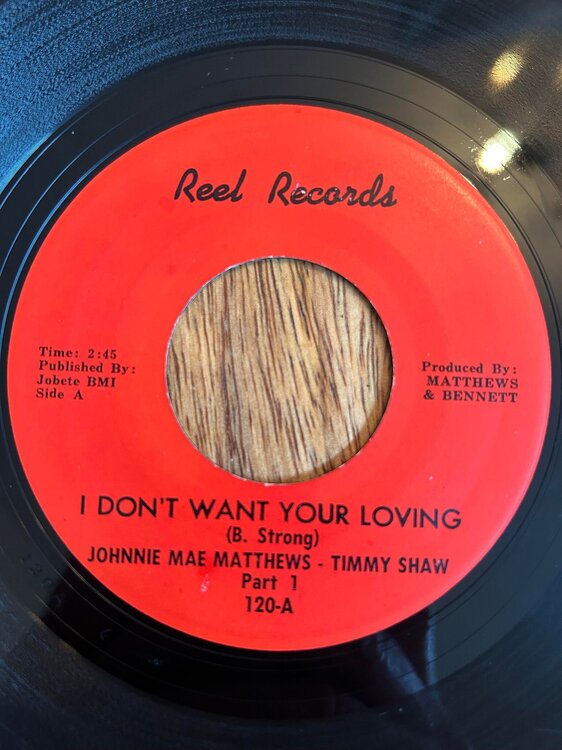 Reel Records
Time: 2:45
Published By:
Jobete BMI
Side A
Produced By:
MATTHEWS
& BENNETT
I DON'T WANT YOUR LOVING
(B. Strong)
JOHNNIE MAE MATTHEWS - TIMMY SHAW
Part 1
120-A